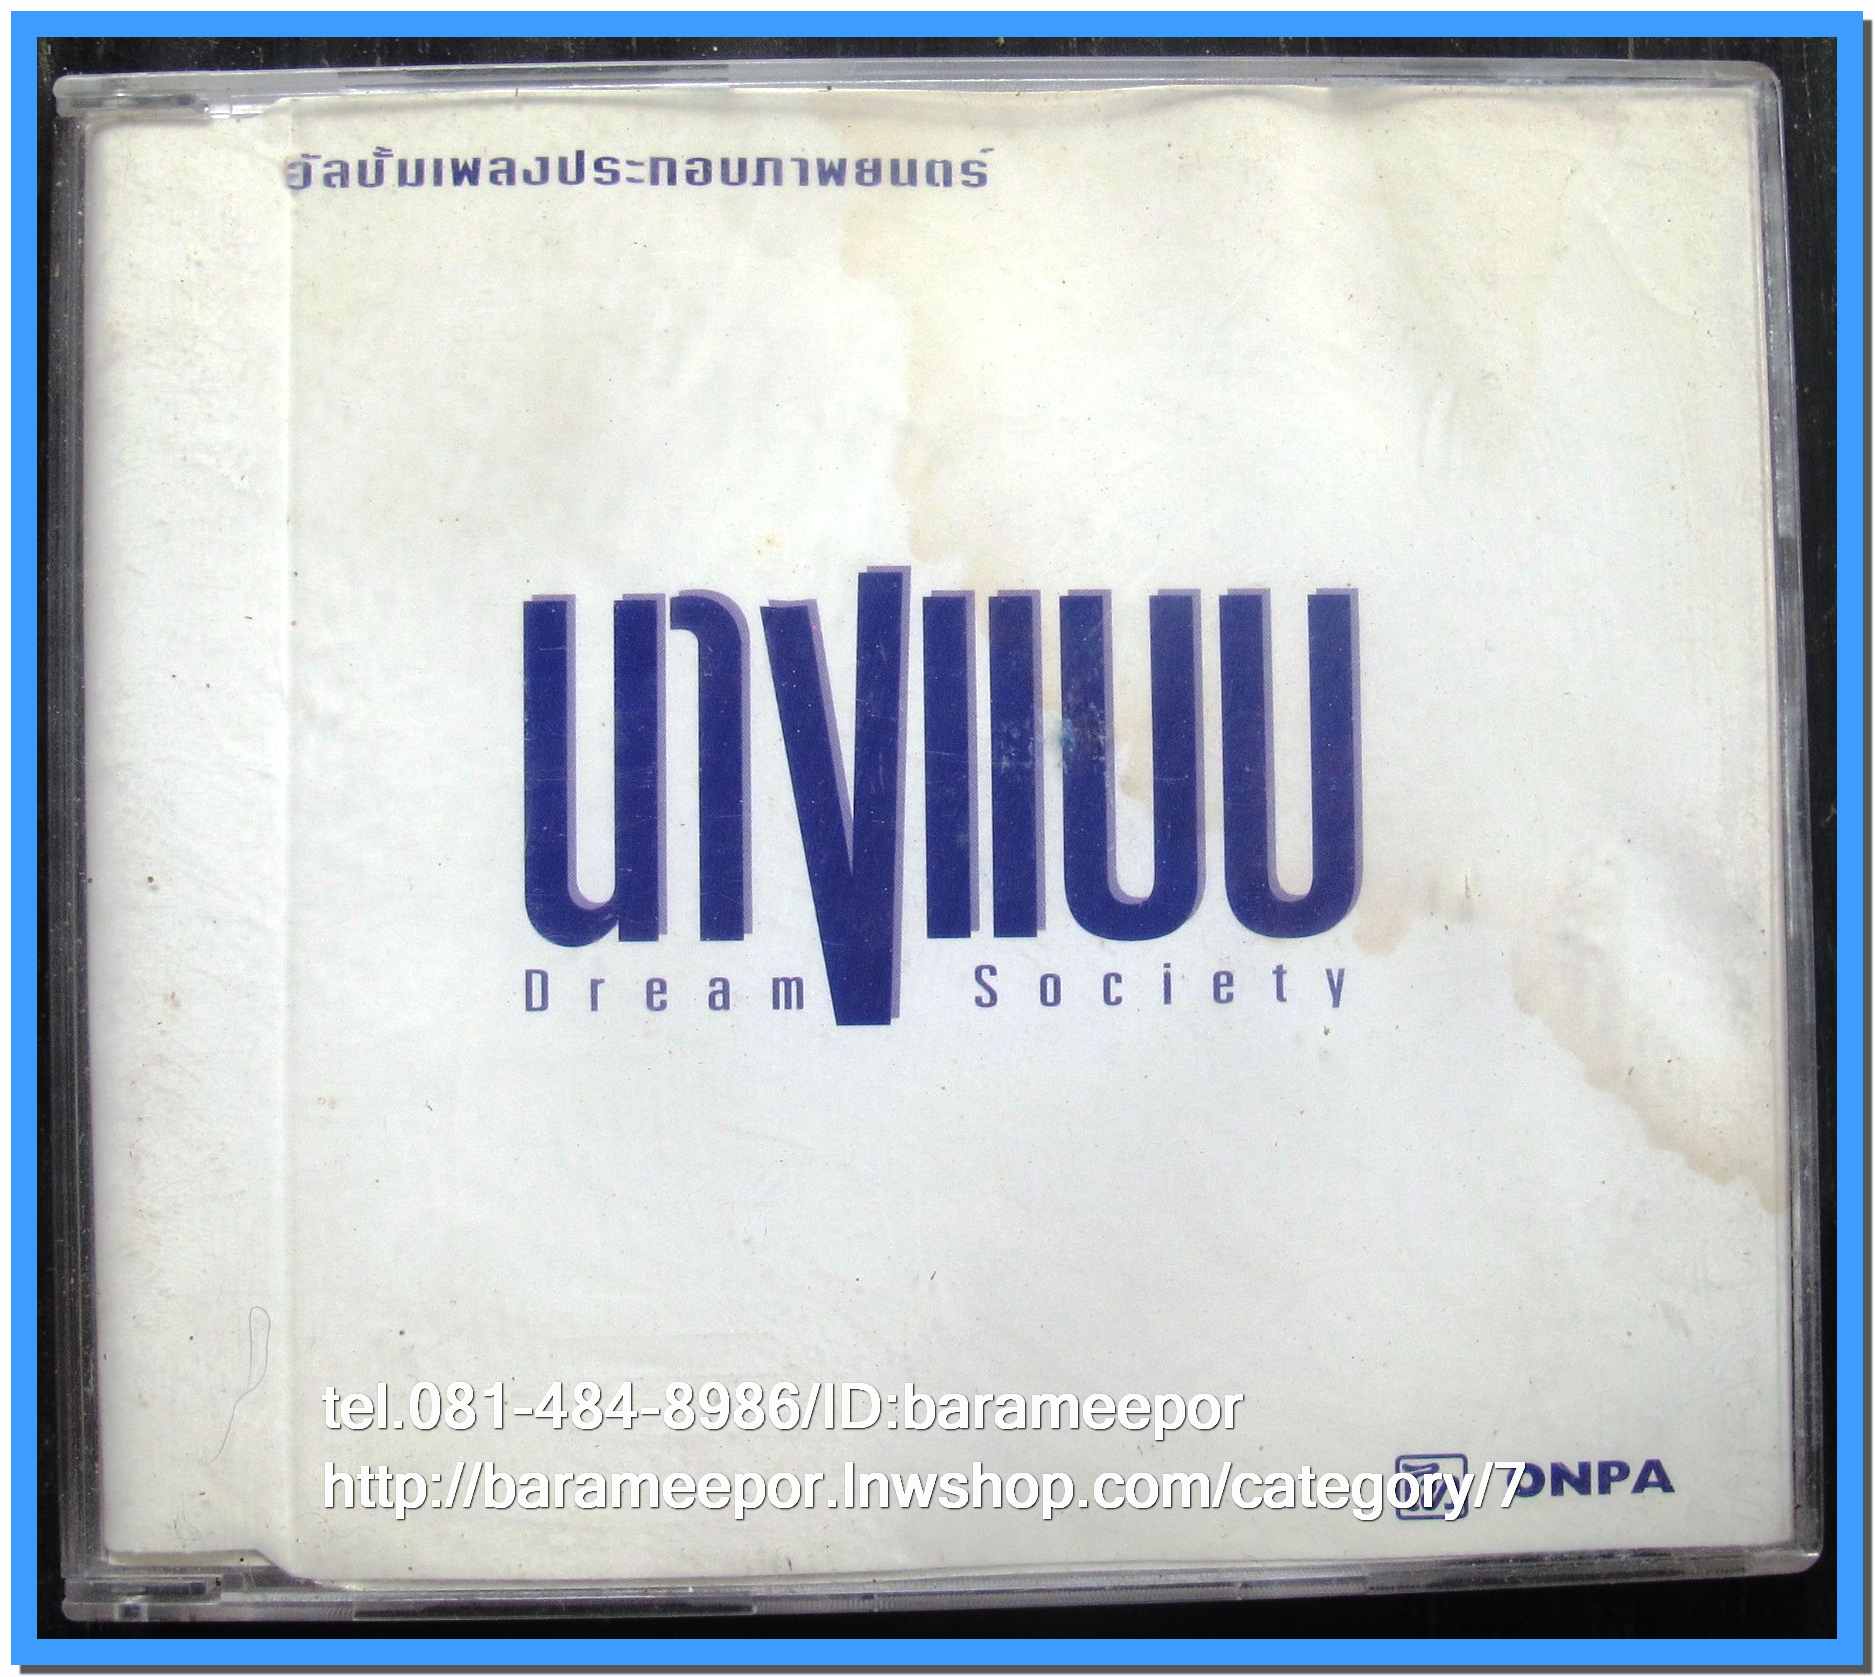 อัลบั้มเพลงประกอบภาพยนตร์
นางแบบ
Dream Society
tel.081-484-8986/ID:barameepor
http://barameepor.lnwshop.com/category/7
ONPA